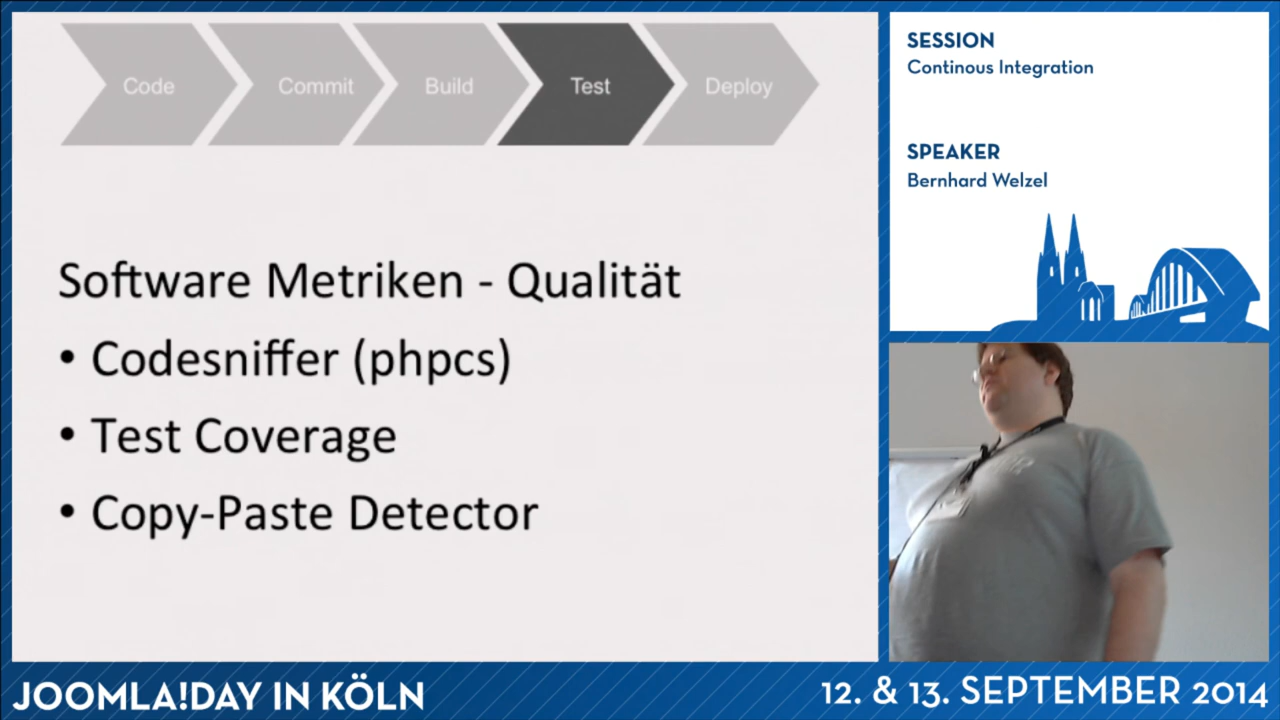 Code
Commit
Build
Test
Deploy
Software Metriken - Qualität
• Codesniffer (phpcs)
• Test Coverage
• Copy-Paste Detector
SESSION
Continous Integration
SPEAKER
Bernhard Welzel
JOOMLA!DAY IN KÖLN
12. & 13. SEPTEMBER 2014